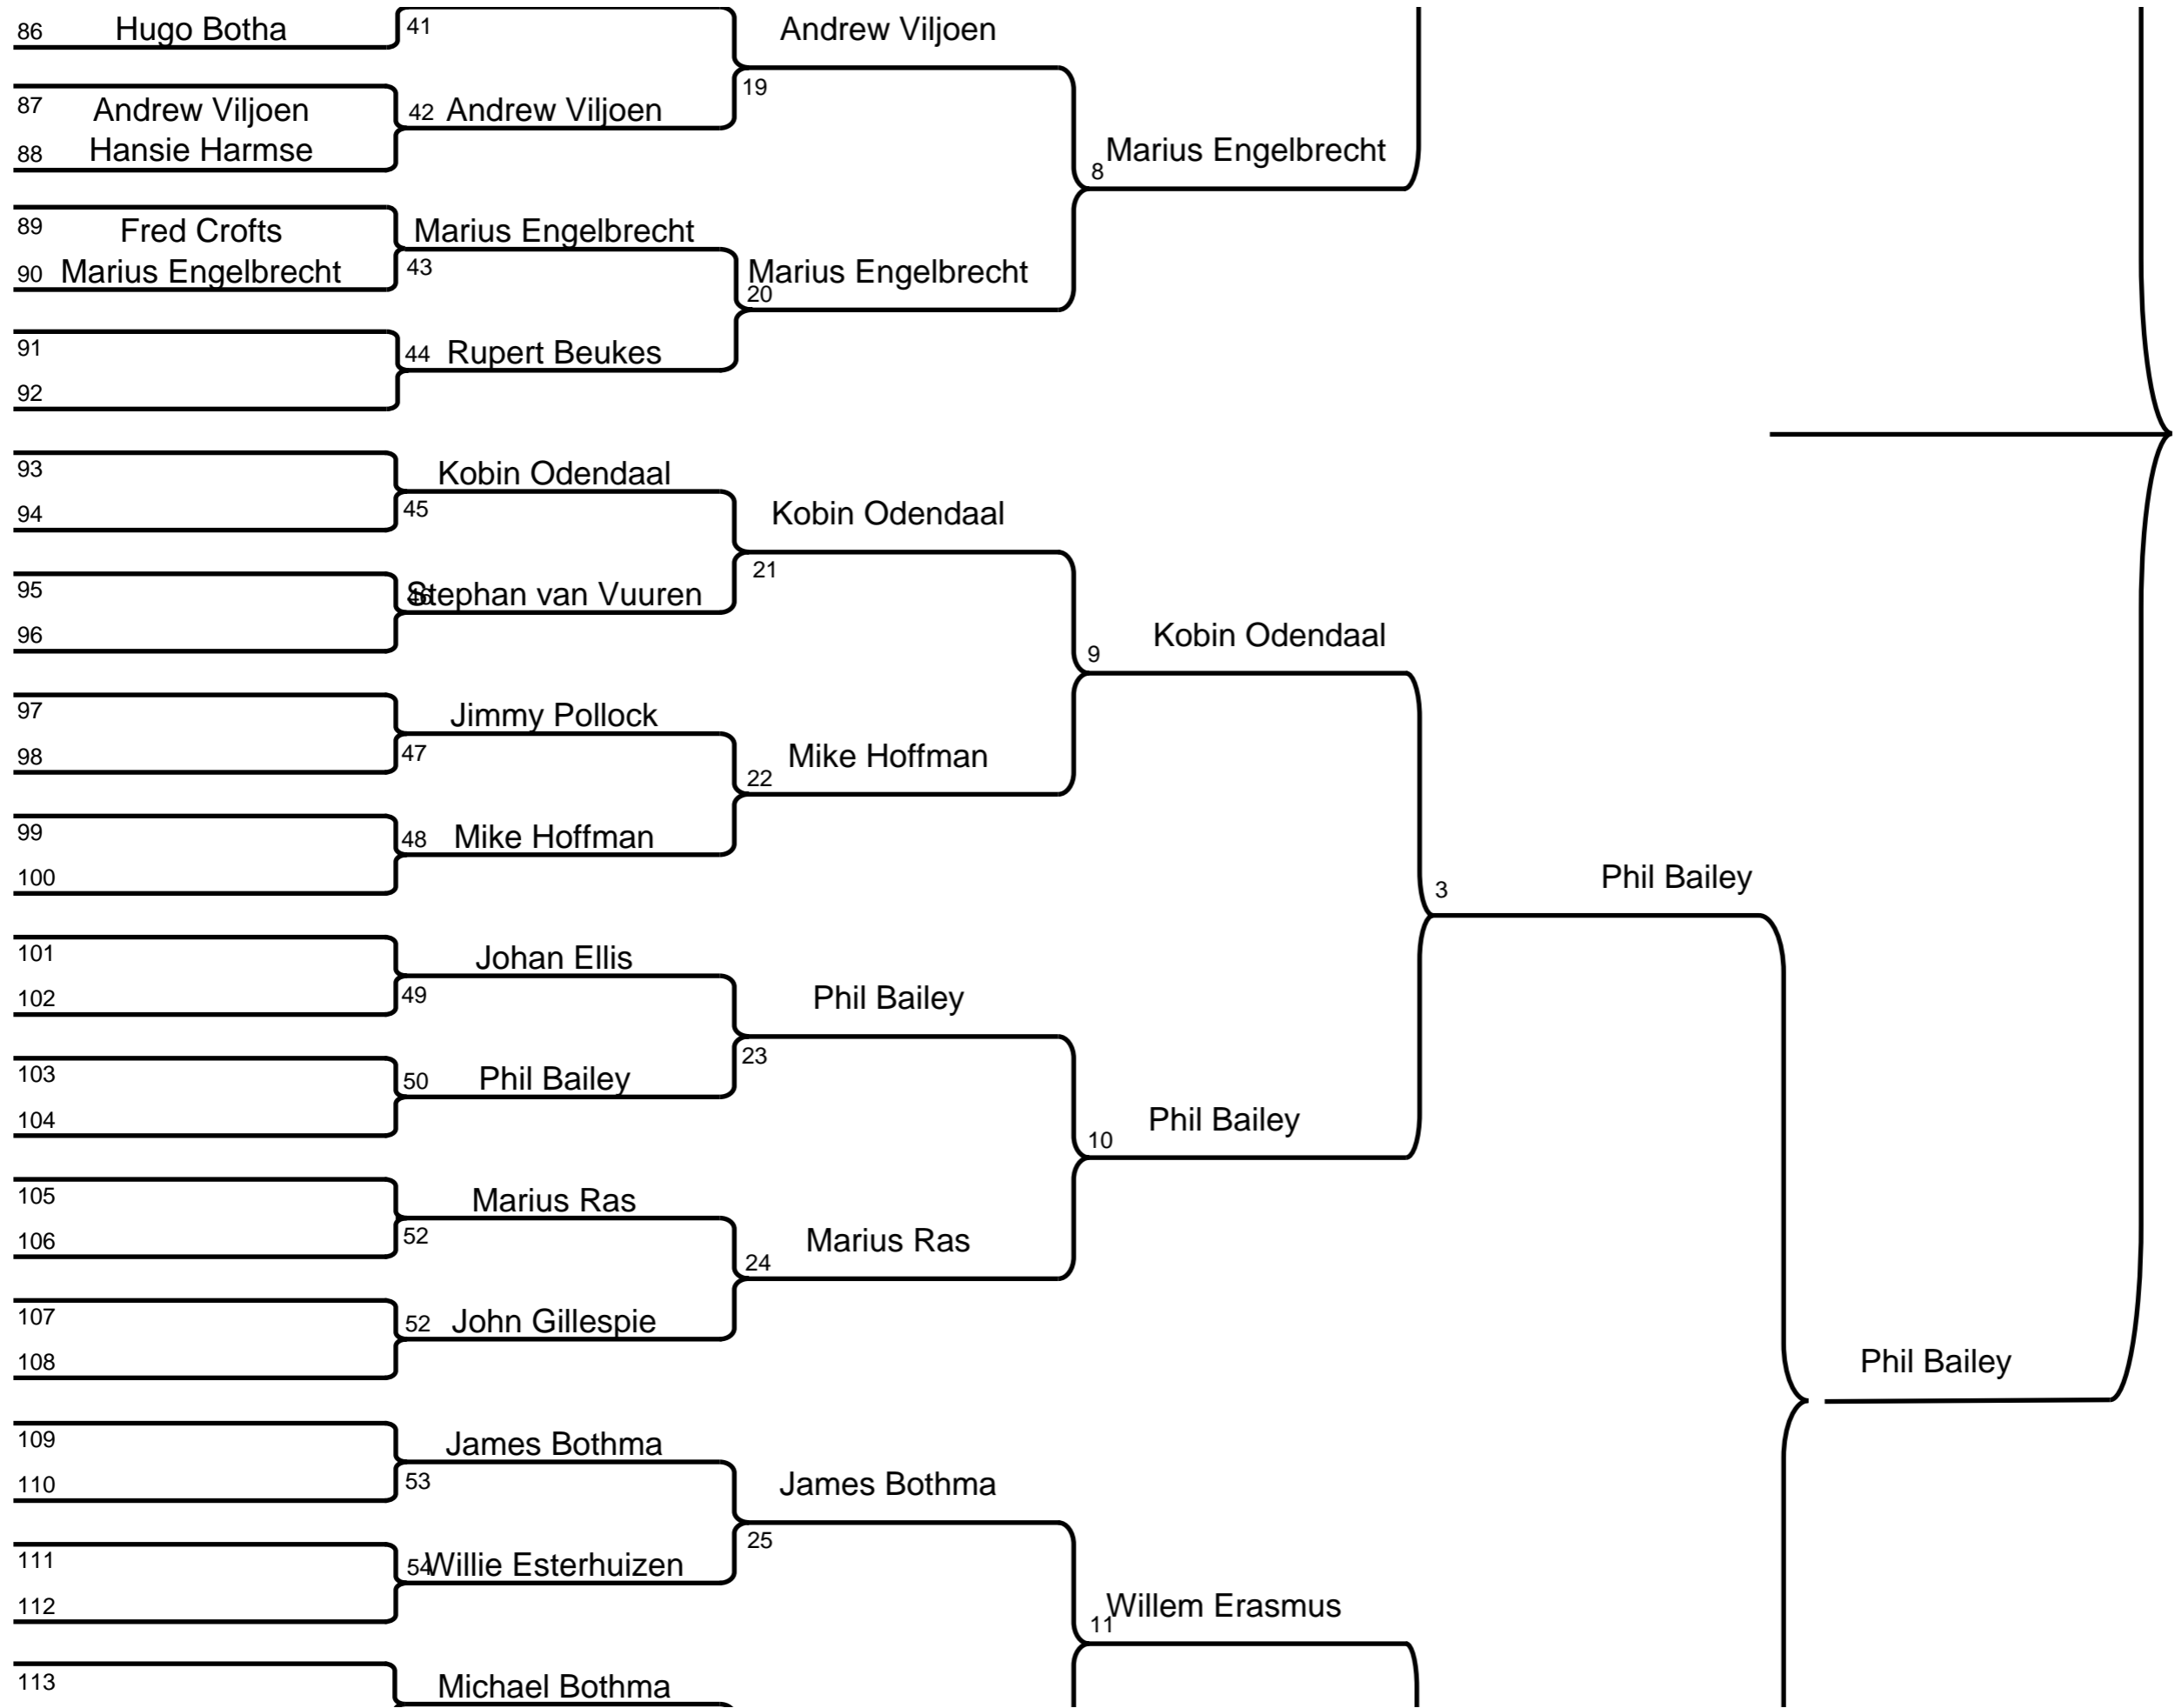 86 Hugo Botha 41 Andrew Viljoen
19
87 Andrew Viljoen 42 Andrew Viljoen
88 Hansie Harmse 8 Marius Engelbrecht
89 Fred Crofts Marius Engelbrecht
90 Marius Engelbrecht 43 Marius Engelbrecht
20
91 44 Rupert Beukes
92
93 Kobin Odendaal
94 45 Kobin Odendaal
21
95 46 Stephan van Vuuren
96 9 Kobin Odendaal
97 Jimmy Pollock
98 47 22 Mike Hoffman
99 48 Mike Hoffman
100 3 Phil Bailey
101 Johan Ellis
102 49 Phil Bailey
23
103 50 Phil Bailey
104 10 Phil Bailey
105 Marius Ras
106 52 24 Marius Ras
107 52 John Gillespie
108 Phil Bailey
109 James Bothma
110 53 James Bothma
25
111 54 Willie Esterhuizen
112 11 Willem Erasmus
113 Michael Bothma